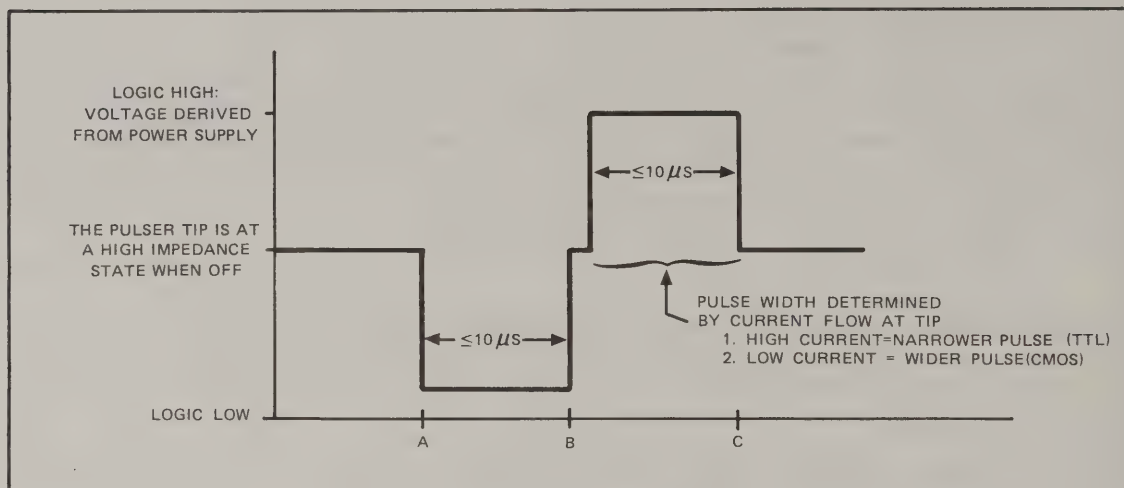 LOGIC HIGH:
VOLTAGE DERIVED
FROM POWER SUPPLY
≤10 μS
THE PULSER TIP IS AT
A HIGH IMPEDANCE
STATE WHEN OFF
PULSE WIDTH DETERMINED
BY CURRENT FLOW AT TIP
1. HIGH CURRENT=NARROWER PULSE (TTL)
2. LOW CURRENT = WIDER PULSE(CMOS)
≤10 μS
LOGIC LOW
A
B
C